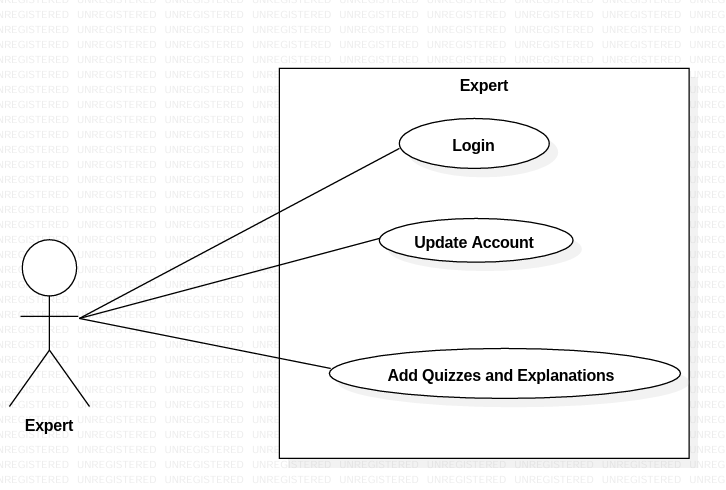 Expert
Login
Update Account
Add Quizzes and Explanations
Expert
UNREGISTERED